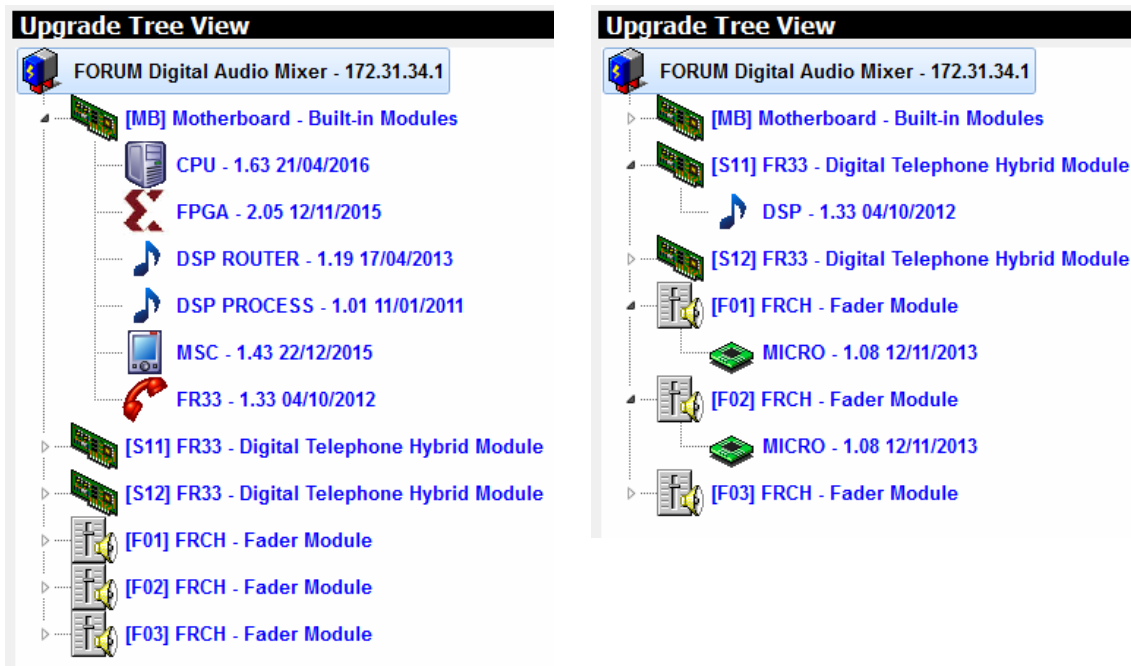 Upgrade Tree View
FORUM Digital Audio Mixer - 172.31.34.1
[MB] Motherboard - Built-in Modules
CPU - 1.63 21/04/2016
FPGA - 2.05 12/11/2015
DSP ROUTER - 1.19 17/04/2013
DSP PROCESS - 1.01 11/01/2011
MSC - 1.43 22/12/2015
FR33 - 1.33 04/10/2012
[S11] FR33 - Digital Telephone Hybrid Module
[S12] FR33 - Digital Telephone Hybrid Module
[F01] FRCH - Fader Module
[F02] FRCH - Fader Module
[F03] FRCH - Fader Module
Upgrade Tree View
FORUM Digital Audio Mixer - 172.31.34.1
[MB] Motherboard - Built-in Modules
[S11] FR33 - Digital Telephone Hybrid Module
DSP - 1.33 04/10/2012
[S12] FR33 - Digital Telephone Hybrid Module
[F01] FRCH - Fader Module
MICRO - 1.08 12/11/2013
[F02] FRCH - Fader Module
MICRO - 1.08 12/11/2013
[F03] FRCH - Fader Module